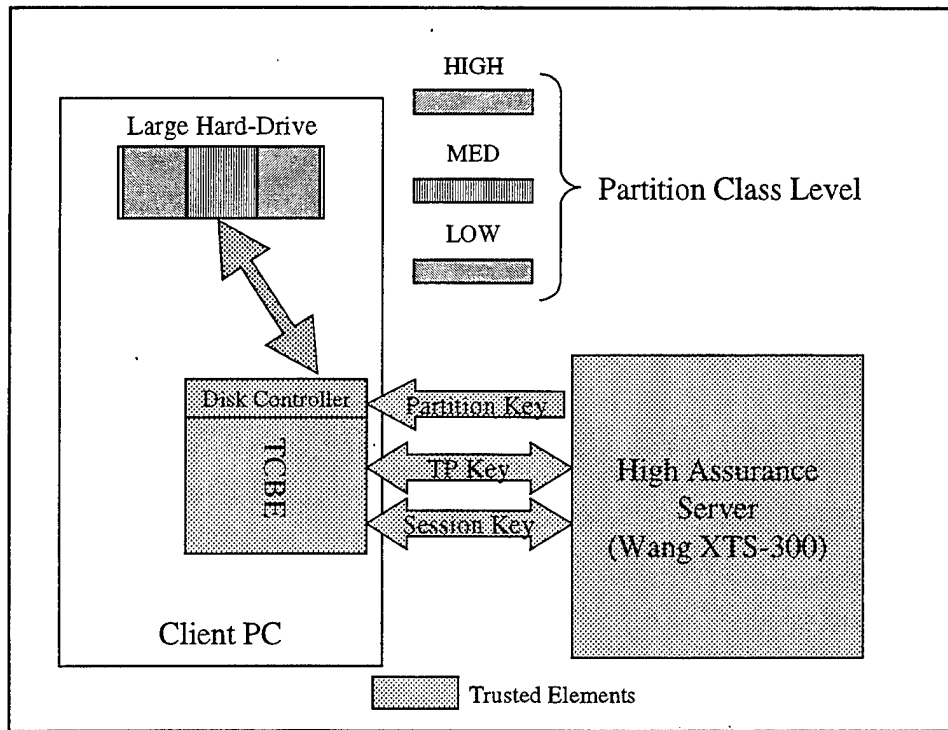 HIGH
Large Hard-Drive
MED
Partition Class Level
LOW
Disk Controller
Partition Key
TCBE
TP Key
Session Key
High Assurance
Server
(Wang XTS-300)
Client PC
Trusted Elements